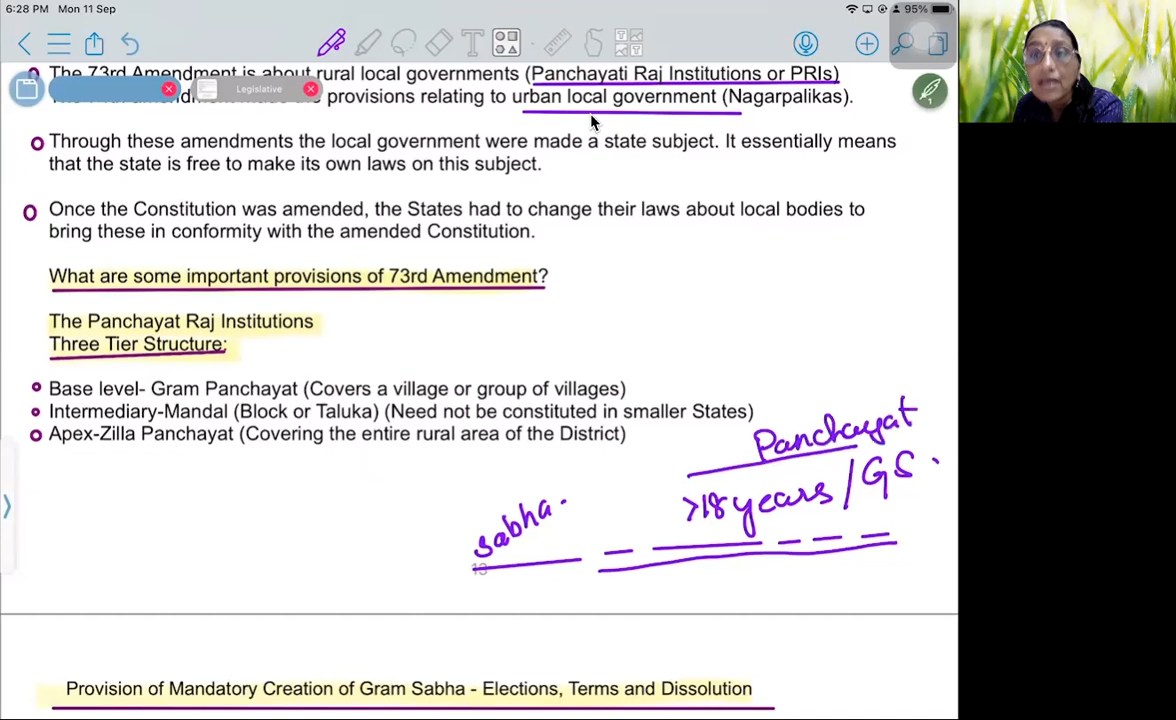 6:28 PM Mon 11 Sep
95%
The 73rd Amendment is about rural local governments (Panchayati Raj Institutions or PRIs)
Legislative
provisions relating to urban local government (Nagarpalikas).
1
Through these amendments the local government were made a state subject. It essentially means
that the state is free to make its own laws on this subject.
Once the Constitution was amended, the States had to change their laws about local bodies to
bring these in conformity with the amended Constitution.
What are some important provisions of 73rd Amendment?
The Panchayat Raj Institutions
Three Tier Structure:
Base level- Gram Panchayat (Covers a village or group of villages)
Intermediary-Mandal (Block or Taluka) (Need not be constituted in smaller States)
Apex-Zilla Panchayat (Covering the entire rural area of the District)
Panchayat
>18 years / GS.
Sabha.
13
Provision of Mandatory Creation of Gram Sabha - Elections, Terms and Dissolution